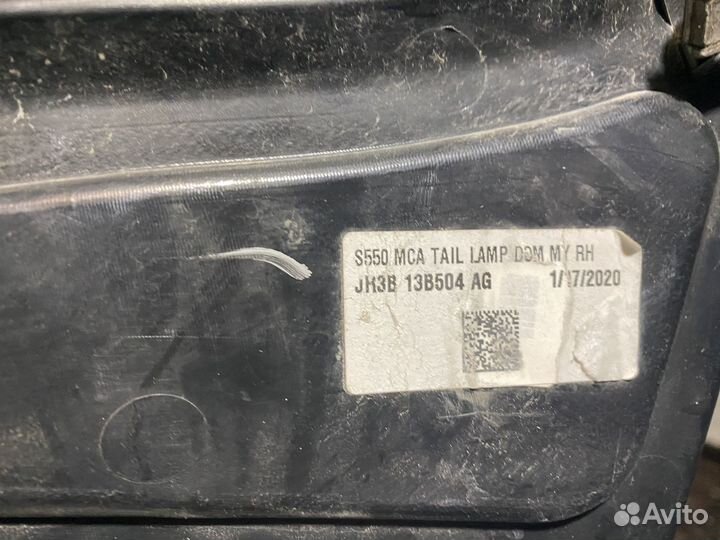 S550 MCA TAIL LAMP DOM MY RH
JR3B 13B504 AG 1/17/2020
Avito